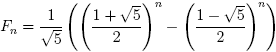 F_n = \frac{1}{\sqrt{5}} \left( \left( \frac{1+\sqrt{5}}{2} \right)^n - \left( \frac{1-\sqrt{5}}{2} \right)^n \right)